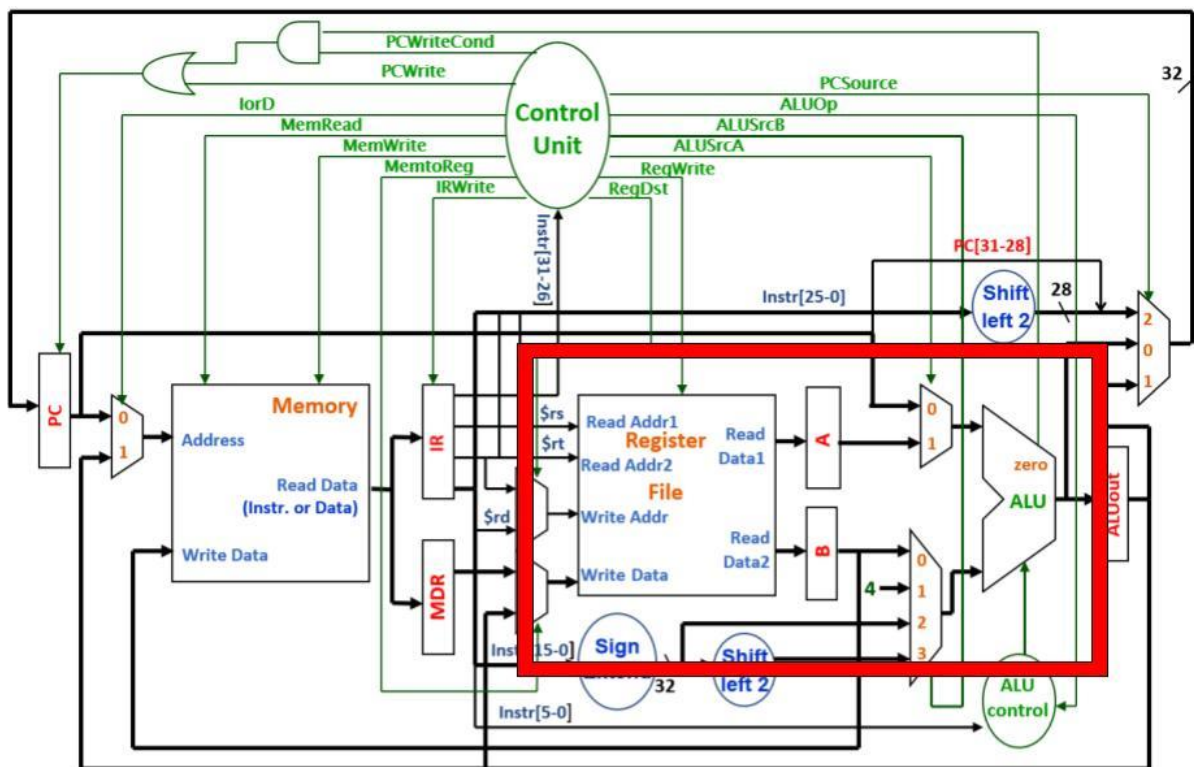 PCWriteCond
PCWrite
IorD
MemRead
MemWrite
MemtoReg
IRWrite
Control
Unit
PCSource
ALUOp
ALUSrcB
ALUSrcA
RegWrite
RegDst
32
Instr[31-26]
PC[31-28]
Instr[25-0]
Shift
left 2
28
2
0
1
PC
0
1
Memory
Address
Read Data
(Instr. or Data)
Write Data
IR
MDR
$rs
$rt
$rd
Read Addr1
Register
Read Addr2
File
Write Addr
Write Data
Read
Data1
Read
Data2
A
B
0
1
4
0
1
2
3
zero
ALU
ALUout
Sign
32
Shift
left 2
Instr[5-0]
ALU
control